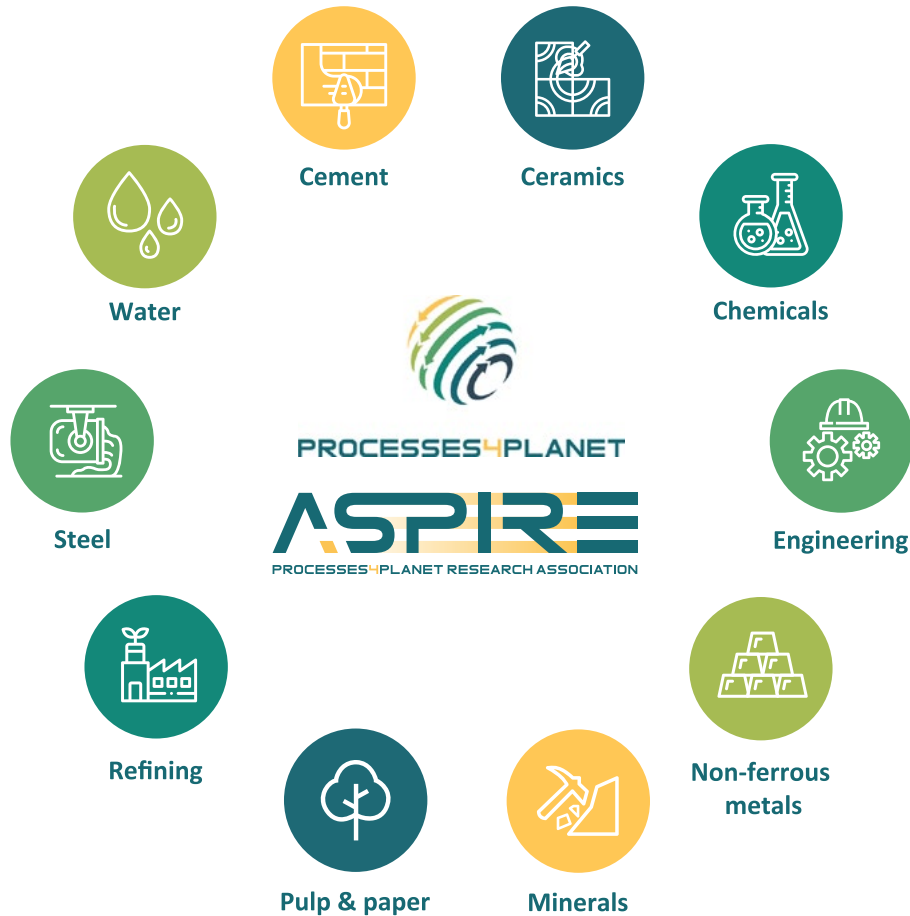 Cement
Ceramics
Water
Chemicals
PROCESSES4PLANET
ASPIRE
PROCESSES4PLANET RESEARCH ASSOCIATION
Steel
Engineering
Refining
Non-ferrous
metals
Pulp & paper
Minerals